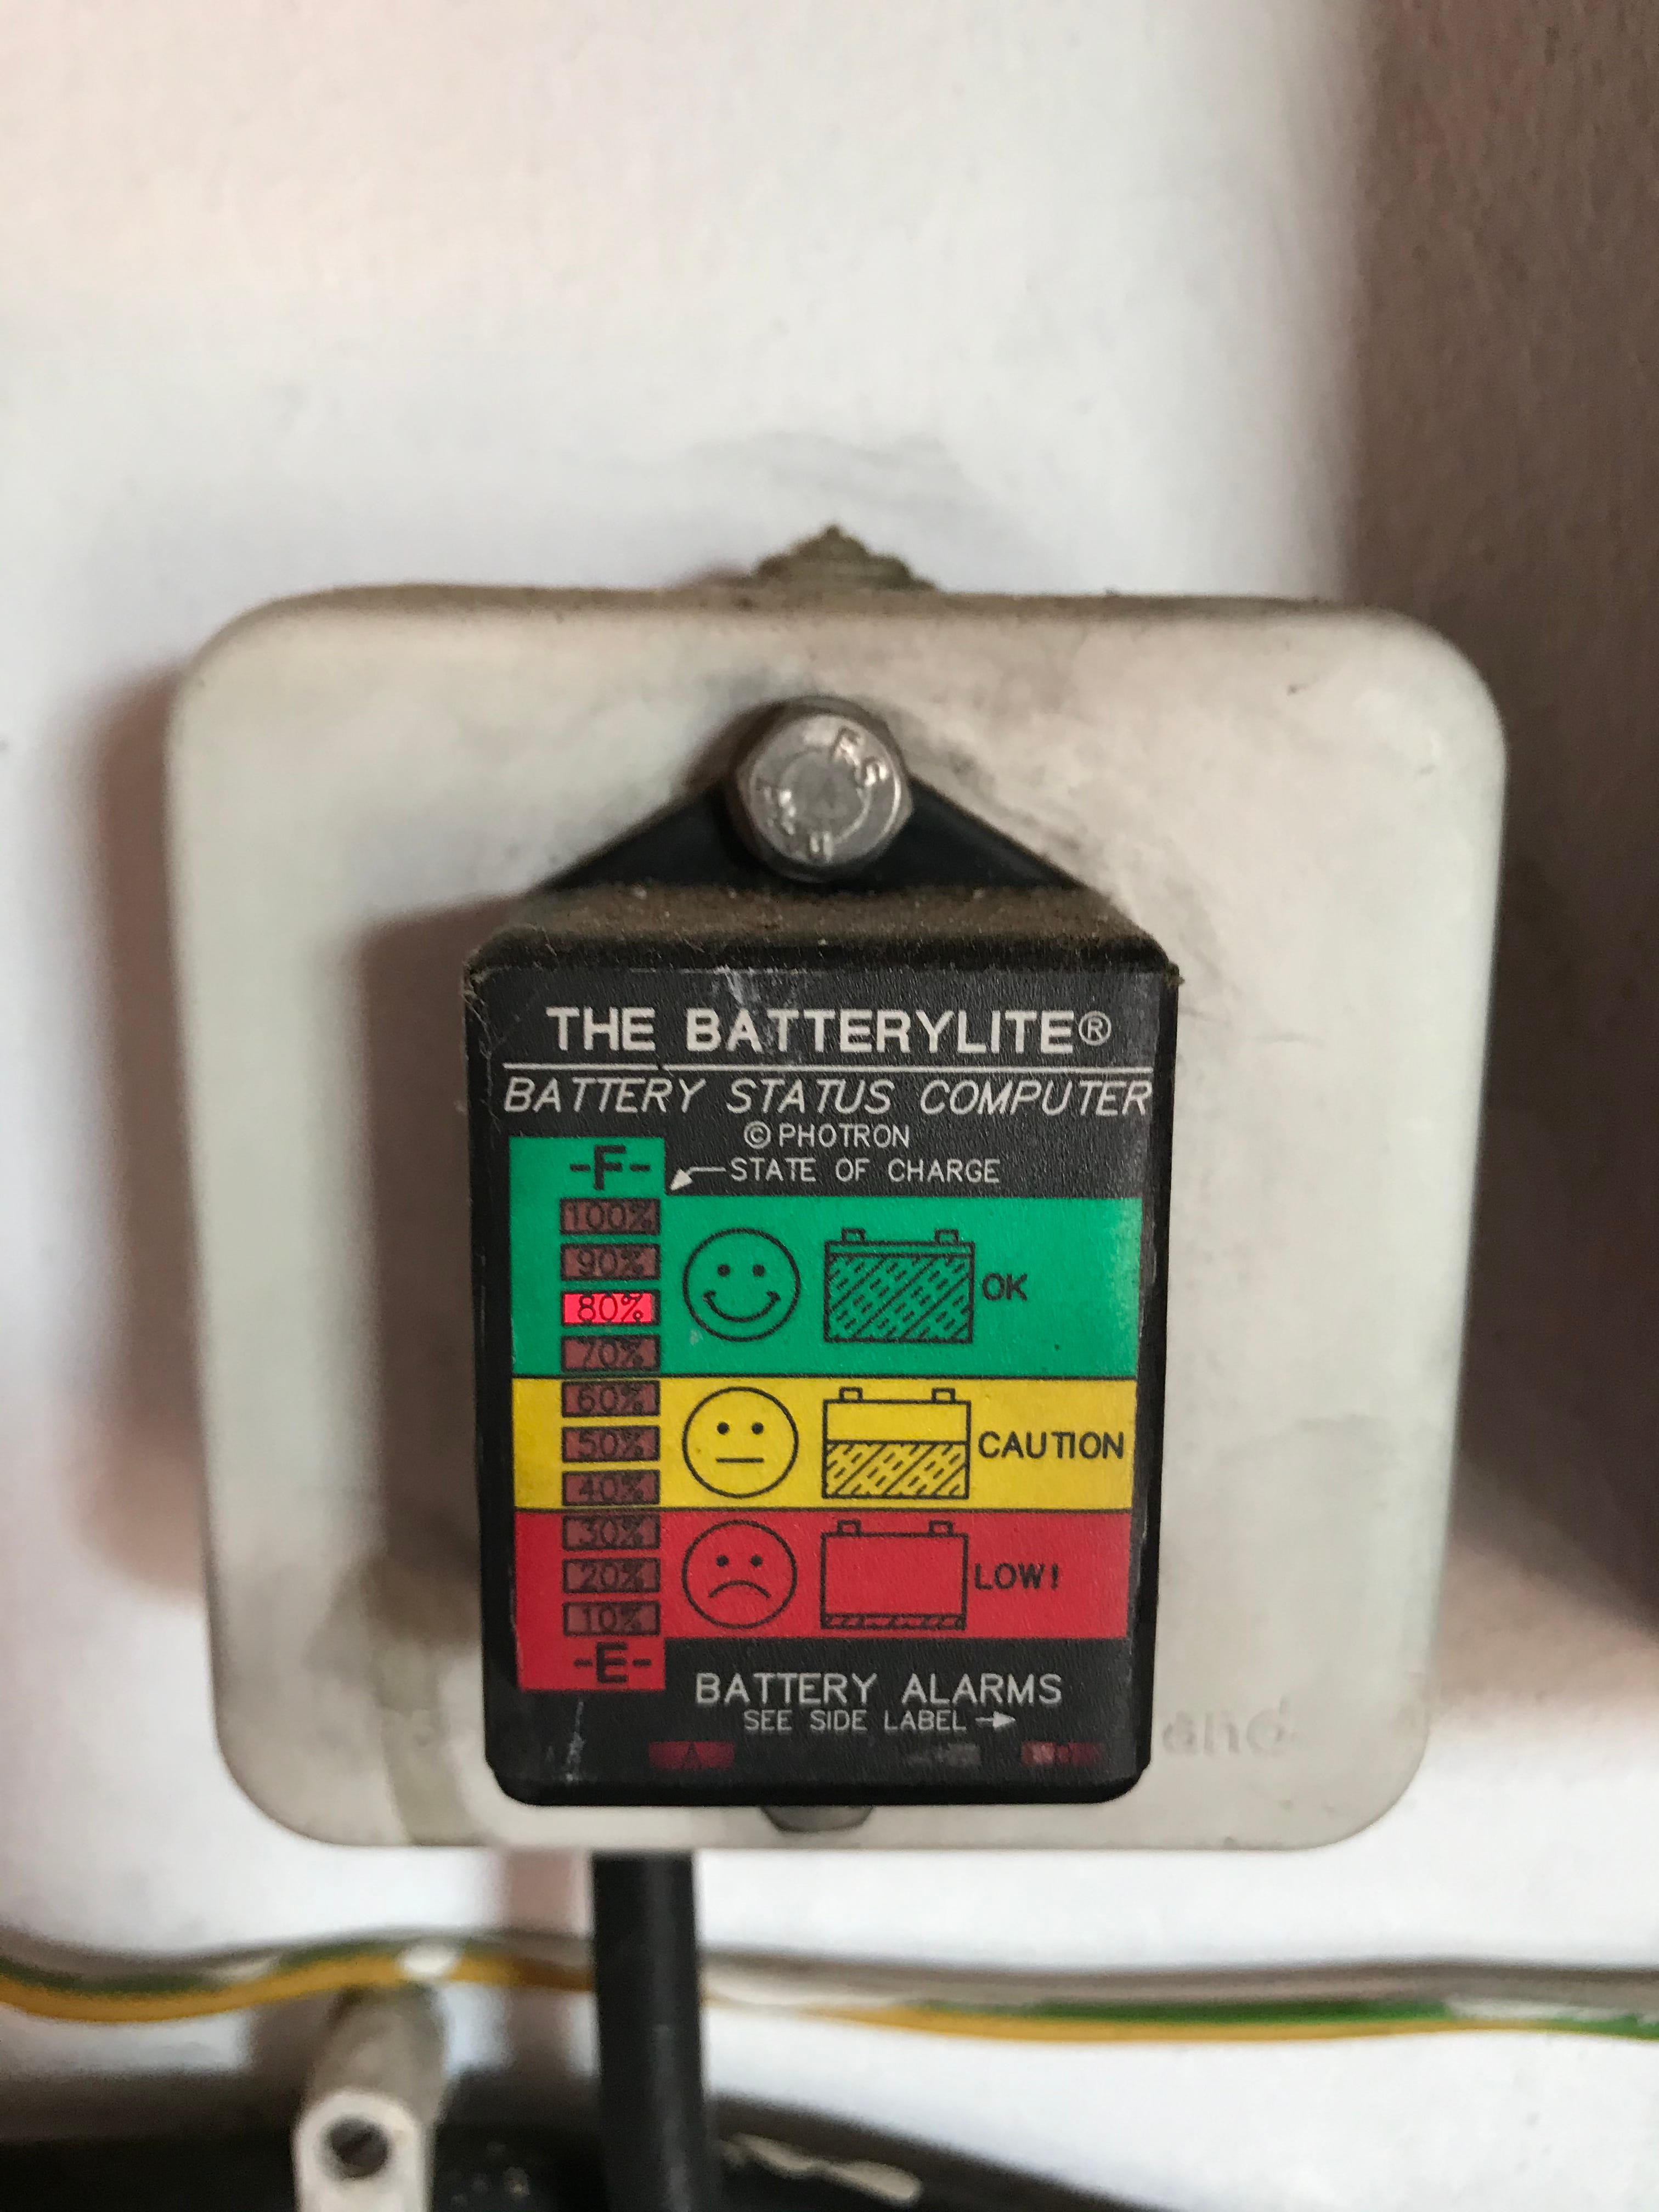 THE BATTERYLITE®
BATTERY STATUS COMPUTER
© PHOTRON
-F-
STATE OF CHARGE
100%
90%
80%
OK
70%
60%
50%
CAUTION
40%
30%
20%
LOW!
10%
-E-
BATTERY ALARMS
SEE SIDE LABEL